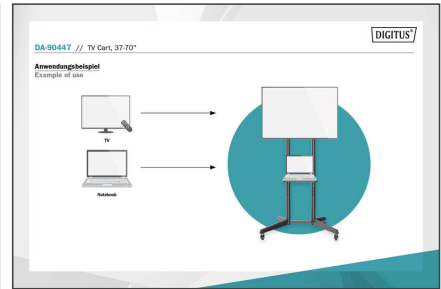 DIGITUS®
DA-90447 // TV Cart, 37-70"
Anwendungsbeispiel
Example of use
TV
Notebook